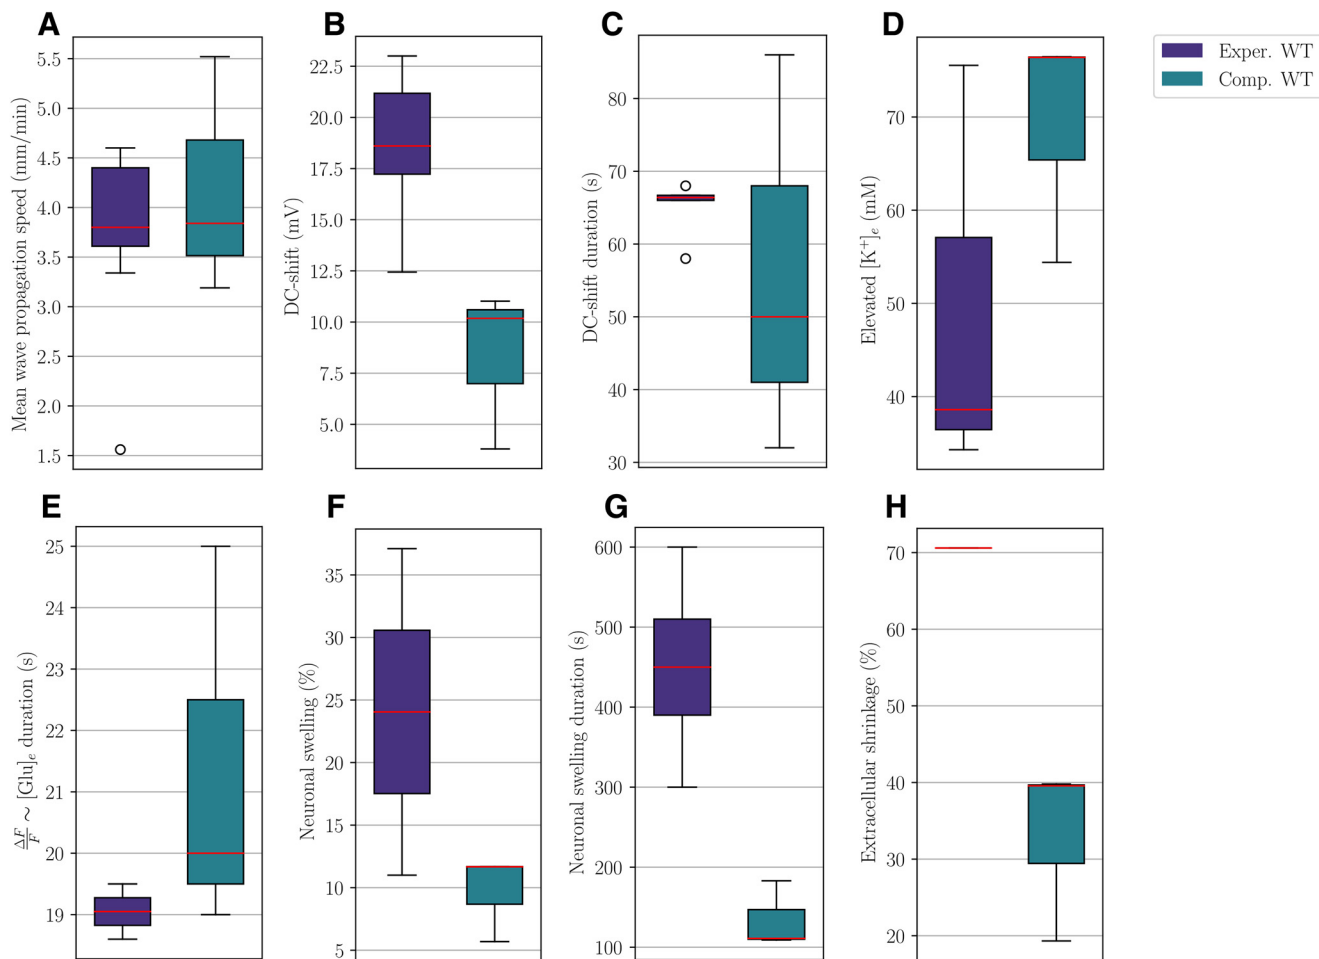 A
Mean wave propagation speed (mm/min)
5.5
5.0
4.5
4.0
3.5
3.0
2.5
2.0
1.5
B
DC-shift (mV)
22.5
20.0
17.5
15.0
12.5
10.0
7.5
5.0
C
DC-shift duration (s)
80
70
60
50
40
30
D
Elevated [K⁺]ₑ (mM)
70
60
50
40
Exper. WT
Comp. WT
E
ΔF/F ~ [Glu]ₑ duration (s)
25
24
23
22
21
20
19
F
Neuronal swelling (%)
35
30
25
20
15
10
5
G
Neuronal swelling duration (s)
600
500
400
300
200
100
H
Extracellular shrinkage (%)
70
60
50
40
30
20